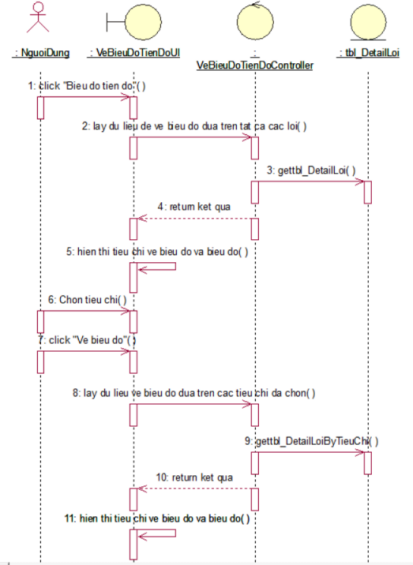 : NguoiDung
: VeBieuDoTienDoUI
:
VeBieuDoTienDoController
: tbl_DetailLoi
1: click "Bieu do tien do"( )
2: lay du lieu de ve bieu do dua tren tat ca cac loi( )
3: gettbl_DetailLoi( )
4: return ket qua
5: hien thi tieu chi ve bieu do va bieu do( )
6: Chon tieu chi( )
7: click "Ve bieu do"( )
8: lay du lieu ve bieu do dua tren cac tieu chi da chon( )
9: gettbl_DetailLoiByTieuChi( )
10: return ket qua
11: hien thi tieu chi ve bieu do va bieu do( )